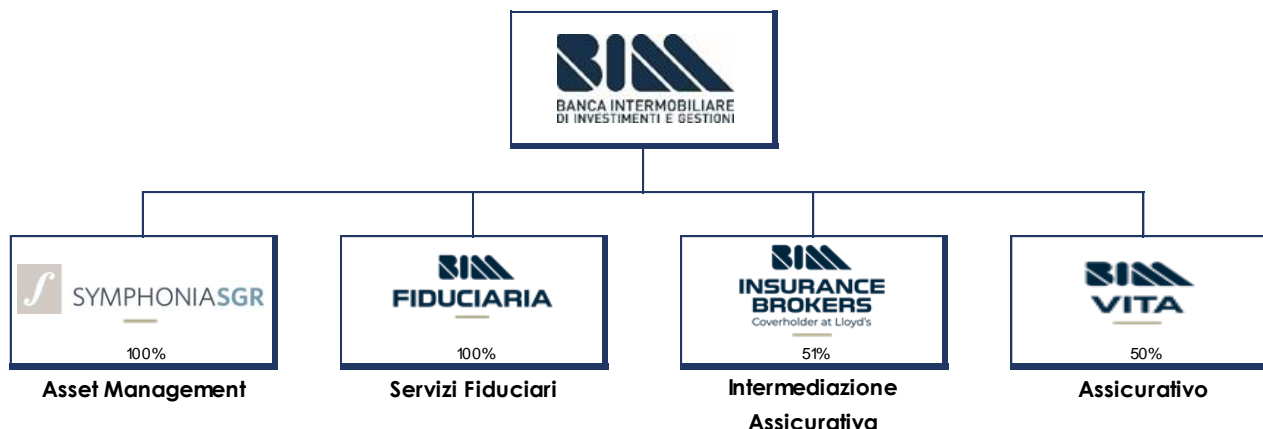 BIM
BANCA INTERMOBILIARE
DI INVESTIMENTI E GESTIONI
SYMPHONIASGR
100%
Asset Management
BIM
FIDUCIARIA
100%
Servizi Fiduciari
BIM
INSURANCE
BROKERS
Coverholder at Lloyd's
51%
Intermediazione
Assicurativa
BIM
VITA
50%
Assicurativo